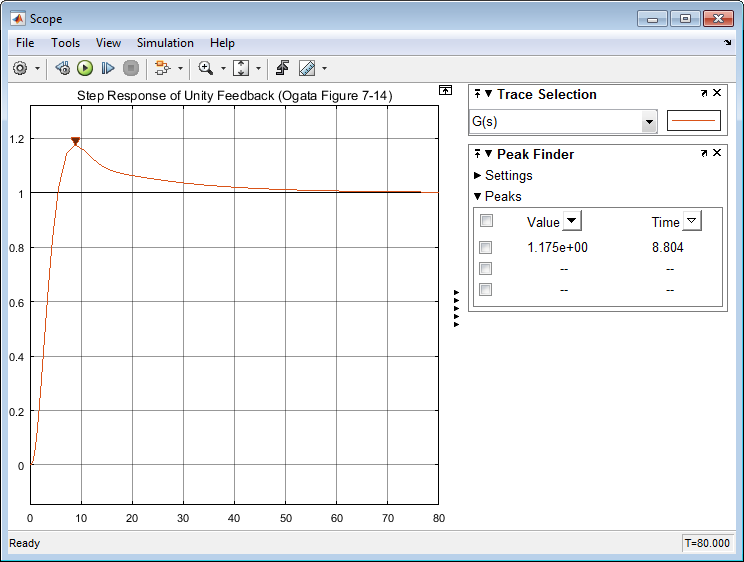 Scope
File Tools View Simulation Help
Step Response of Unity Feedback (Ogata Figure 7-14)
1.2
1
0.8
0.6
0.4
0.2
0
0 10 20 30 40 50 60 70 80
Trace Selection
G(s)
Peak Finder
Settings
Peaks
Value Time
1.175e+00 8.804
-- --
-- --
Ready T=80.000